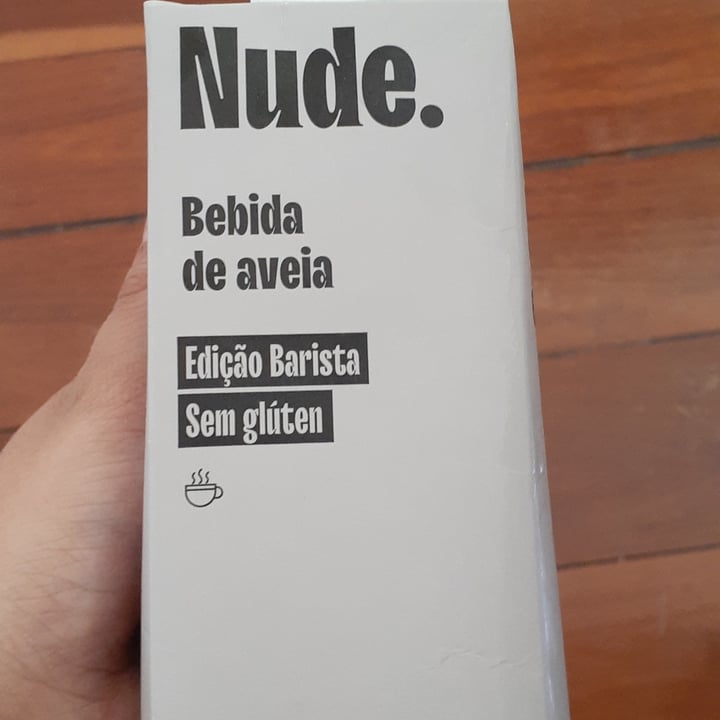 Nude.
Bebida
de aveia
Edição Barista
Sem glúten